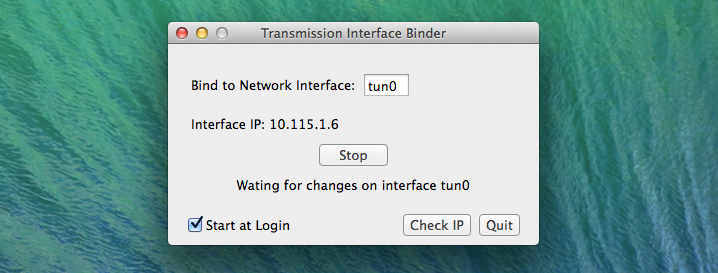 Transmission Interface Binder
Bind to Network Interface: tun0
Interface IP: 10.115.1.6
Stop
Wating for changes on interface tun0
Start at Login Check IP Quit